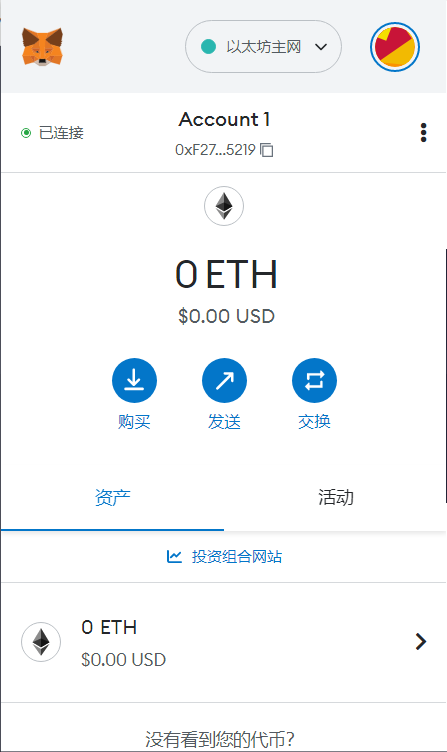 以太坊主网
已连接
Account 1
0xF27...5219
0 ETH
$0.00 USD
购买
发送
交换
资产
活动
投资组合网站
0 ETH
$0.00 USD
没有看到您的代币？